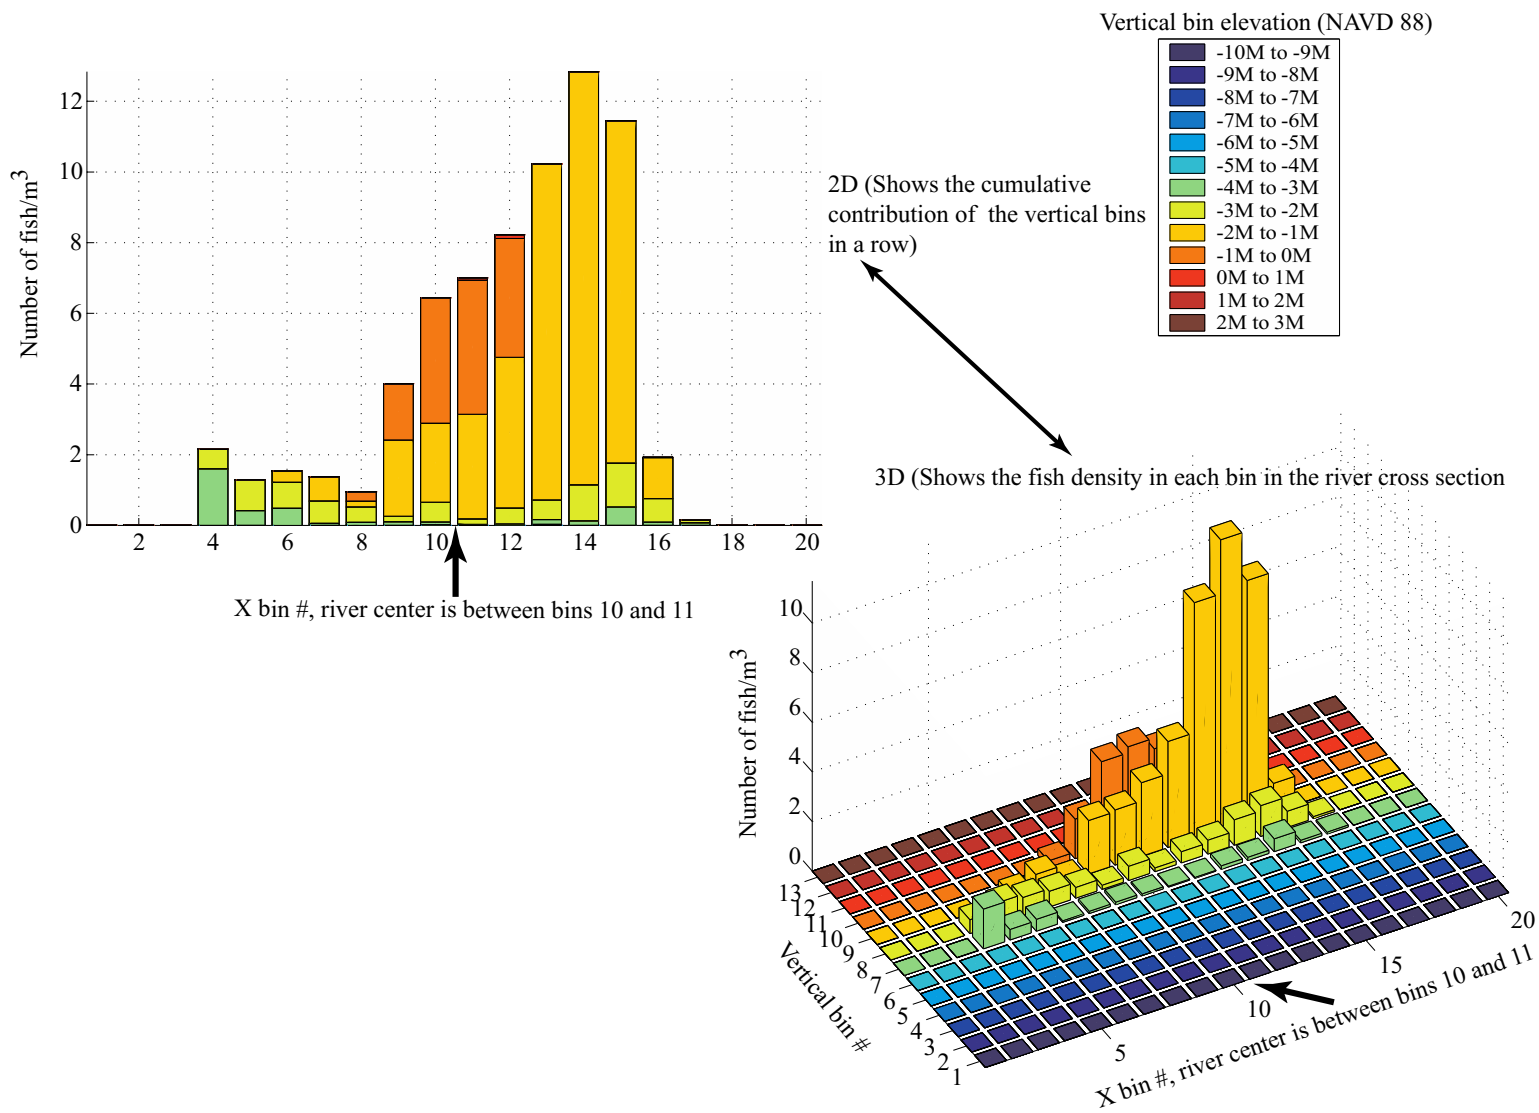 Vertical bin elevation (NAVD 88)
-10M to -9M
-9M to -8M
-8M to -7M
-7M to -6M
-6M to -5M
-5M to -4M
-4M to -3M
-3M to -2M
-2M to -1M
-1M to 0M
0M to 1M
1M to 2M
2M to 3M
Number of fish/m³
12
10
8
6
4
2
0
2 4 6 8 10 12 14 16 18 20
X bin #, river center is between bins 10 and 11
2D (Shows the cumulative
contribution of the vertical bins
in a row)
3D (Shows the fish density in each bin in the river cross section
Number of fish/m³
10
8
6
4
2
0
13
12
11
10
9
8
7
6
5
4
3
2
1
Vertical bin #
5
10
15
20
X bin #, river center is between bins 10 and 11